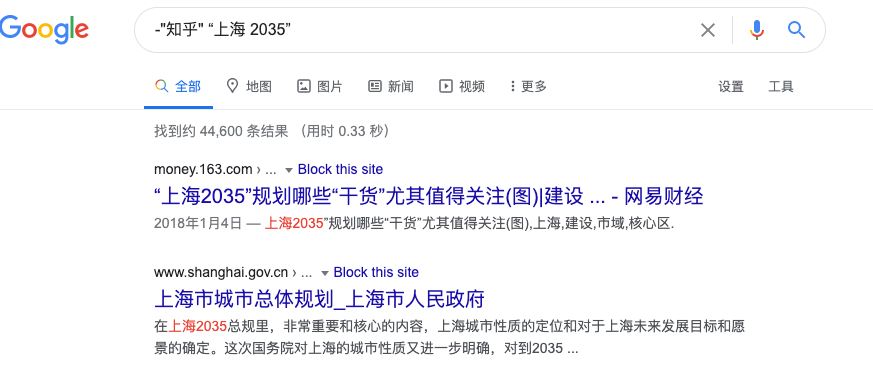 Google
-"知乎" “上海 2035”
全部 地图 图片 新闻 视频 更多 设置 工具
找到约 44,600 条结果 （用时 0.33 秒）
money.163.com › ... Block this site
“上海2035”规划哪些“干货”尤其值得关注(图)|建设 ... - 网易财经
2018年1月4日 — 上海2035”规划哪些“干货”尤其值得关注(图),上海,建设,市域,核心区.
www.shanghai.gov.cn › ... Block this site
上海市城市总体规划_上海市人民政府
在上海2035总规里，非常重要和核心的内容，上海城市性质的定位和对于上海未来发展目标和愿
景的确定。这次国务院对上海的城市性质又进一步明确，对到2035 ...